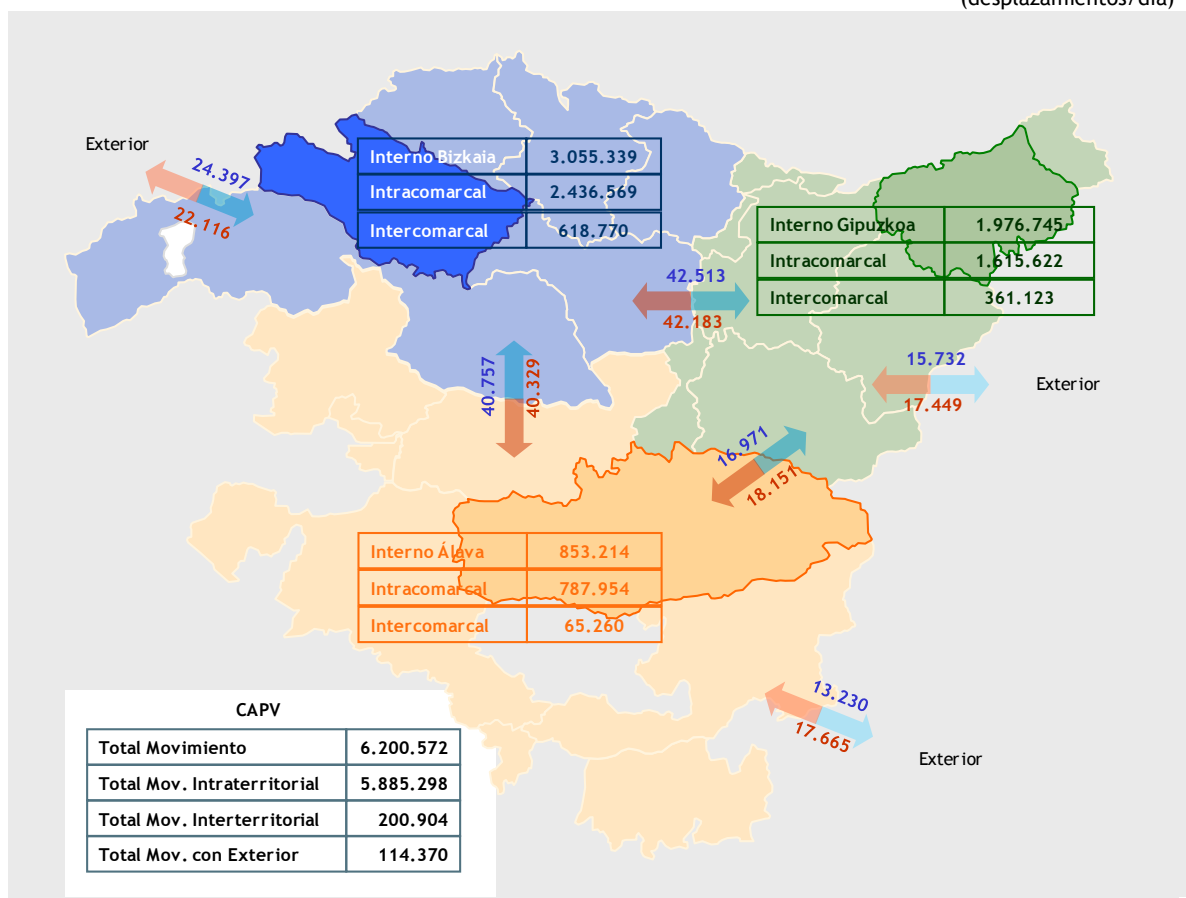 (desplazamientos/día)
Exterior
24.397
22.116
Interno Bizkaia 3.055.339
Intracomarcal 2.436.569
Intercomarcal 618.770
Interno Gipuzkoa 1.976.745
Intracomarcal 1.615.622
Intercomarcal 361.123
42.513
42.183
15.732
17.449
Exterior
40.757
40.329
16.971
18.151
Interno Álava 853.214
Intracomarcal 787.954
Intercomarcal 65.260
13.230
17.665
Exterior
CAPV
Total Movimiento 6.200.572
Total Mov. Intraterritorial 5.885.298
Total Mov. Interterritorial 200.904
Total Mov. con Exterior 114.370